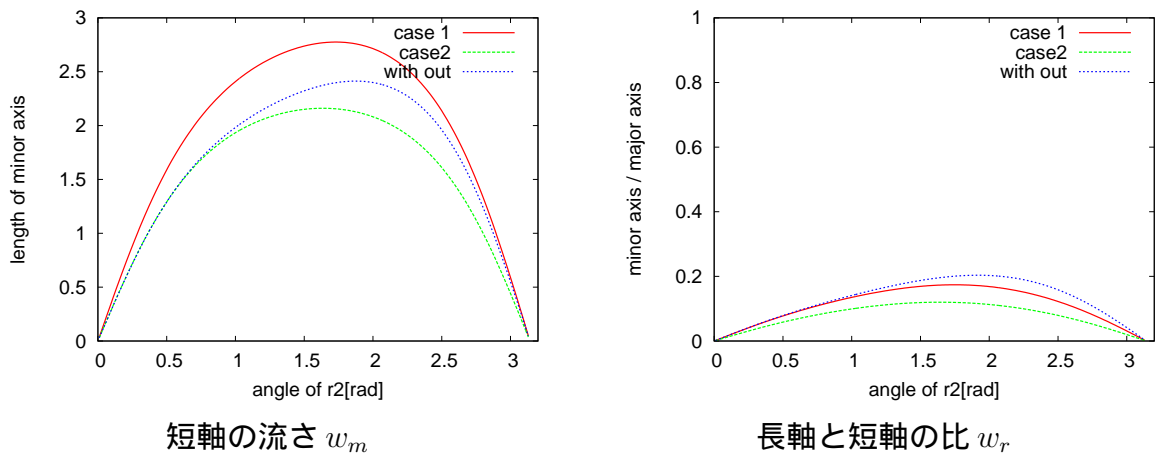 case 1
case2
with out
3
2.5
2
1.5
1
0.5
0
length of minor axis
0 0.5 1 1.5 2 2.5 3
angle of r2[rad]
短軸の流さ w_m
case 1
case2
with out
1
0.8
0.6
0.4
0.2
0
minor axis / major axis
0 0.5 1 1.5 2 2.5 3
angle of r2[rad]
長軸と短軸の比 w_r